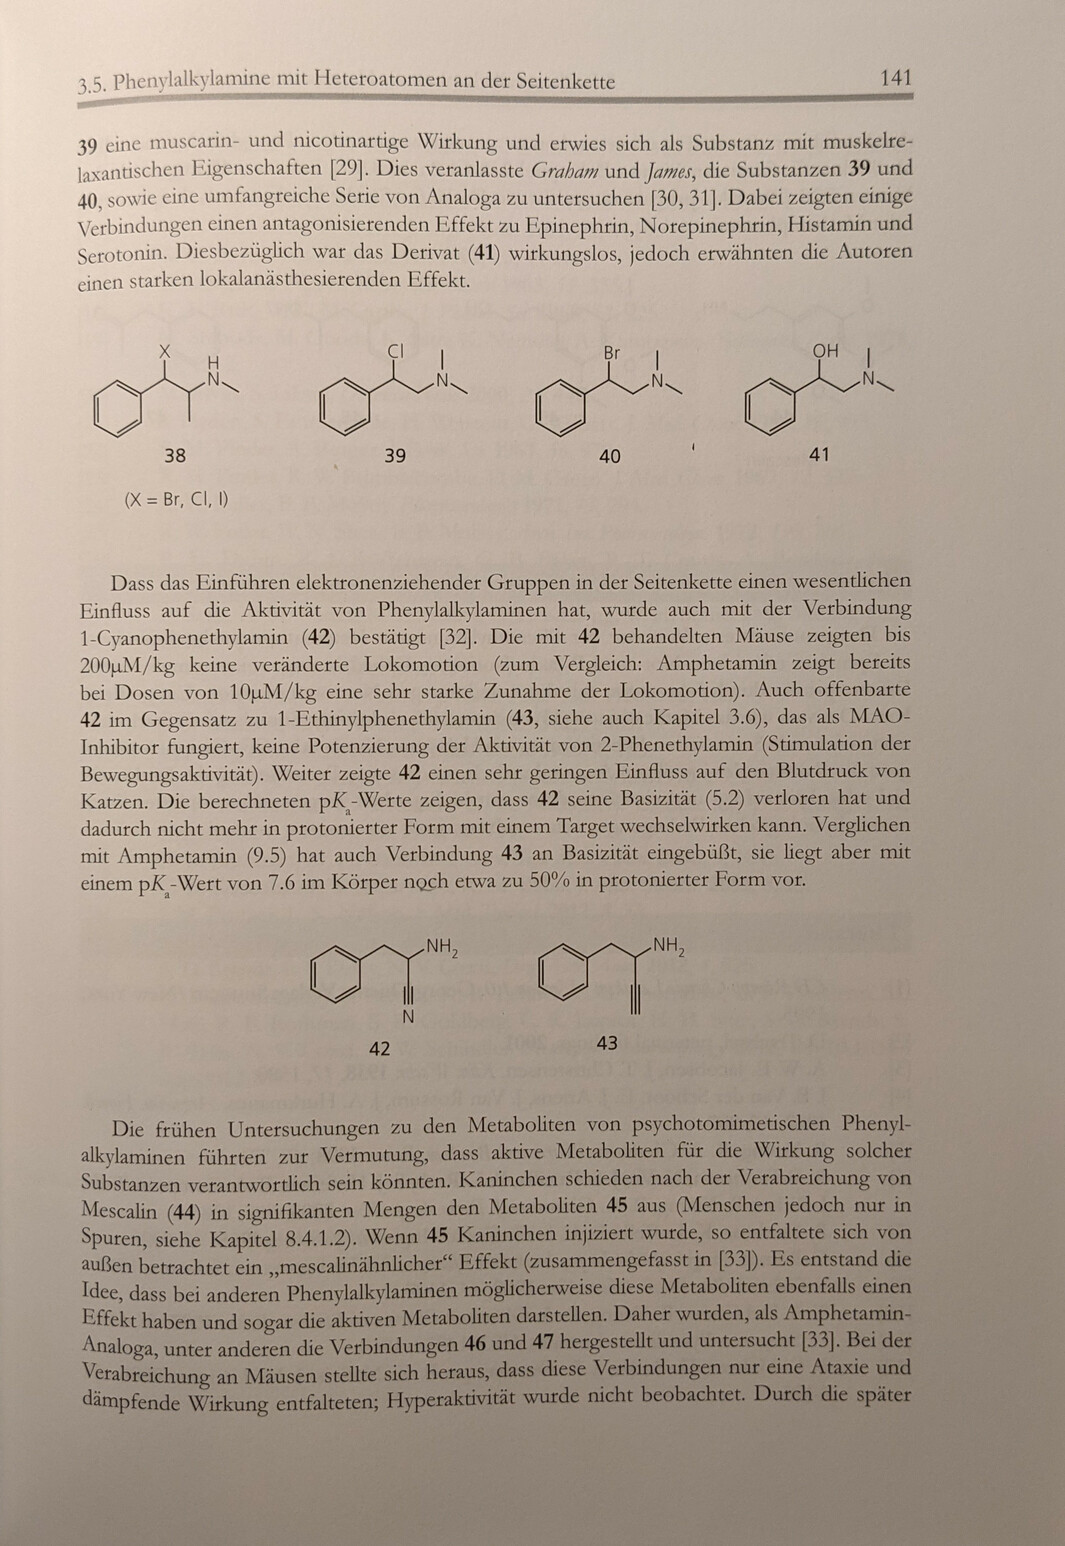 3.5. Phenylalkylamine mit Heteroatomen an der Seitenkette 141
39 eine muscarin- und nicotinartige Wirkung und erwies sich als Substanz mit muskelre-
laxantischen Eigenschaften [29]. Dies veranlasste Graham und James, die Substanzen 39 und
40, sowie eine umfangreiche Serie von Analoga zu untersuchen [30, 31]. Dabei zeigten einige
Verbindungen einen antagonisierenden Effekt zu Epinephrin, Norepinephrin, Histamin und
Serotonin. Diesbezüglich war das Derivat (41) wirkungslos, jedoch erwähnten die Autoren
einen starken lokalanästhesierenden Effekt.
X H N Cl N Br N OH N
38 39 40 41
(X = Br, Cl, I)
Dass das Einführen elektronenziehender Gruppen in der Seitenkette einen wesentlichen
Einfluss auf die Aktivität von Phenylalkylaminen hat, wurde auch mit der Verbindung
1-Cyanophenethylamin (42) bestätigt [32]. Die mit 42 behandelten Mäuse zeigten bis
200µM/kg keine veränderte Lokomotion (zum Vergleich: Amphetamin zeigt bereits
bei Dosen von 10µM/kg eine sehr starke Zunahme der Lokomotion). Auch offenbarte
42 im Gegensatz zu 1-Ethinylphenethylamin (43, siehe auch Kapitel 3.6), das als MAO-
Inhibitor fungiert, keine Potenzierung der Aktivität von 2-Phenethylamin (Stimulation der
Bewegungsaktivität). Weiter zeigte 42 einen sehr geringen Einfluss auf den Blutdruck von
Katzen. Die berechneten pKa-Werte zeigen, dass 42 seine Basizität (5.2) verloren hat und
dadurch nicht mehr in protonierter Form mit einem Target wechselwirken kann. Verglichen
mit Amphetamin (9.5) hat auch Verbindung 43 an Basizität eingebüßt, sie liegt aber mit
einem pKa-Wert von 7.6 im Körper noch etwa zu 50% in protonierter Form vor.
NH2 NH2
N
42 43
Die frühen Untersuchungen zu den Metaboliten von psychotomimetischen Phenyl-
alkylaminen führten zur Vermutung, dass aktive Metaboliten für die Wirkung solcher
Substanzen verantwortlich sein könnten. Kaninchen schieden nach der Verabreichung von
Mescalin (44) in signifikanten Mengen den Metaboliten 45 aus (Menschen jedoch nur in
Spuren, siehe Kapitel 8.4.1.2). Wenn 45 Kaninchen injiziert wurde, so entfaltete sich von
außen betrachtet ein „mescalinähnlicher“ Effekt (zusammengefasst in [33]). Es entstand die
Idee, dass bei anderen Phenylalkylaminen möglicherweise diese Metaboliten ebenfalls einen
Effekt haben und sogar die aktiven Metaboliten darstellen. Daher wurden, als Amphetamin-
Analoga, unter anderen die Verbindungen 46 und 47 hergestellt und untersucht [33]. Bei der
Verabreichung an Mäusen stellte sich heraus, dass diese Verbindungen nur eine Ataxie und
dämpfende Wirkung entfalteten; Hyperaktivität wurde nicht beobachtet. Durch die später